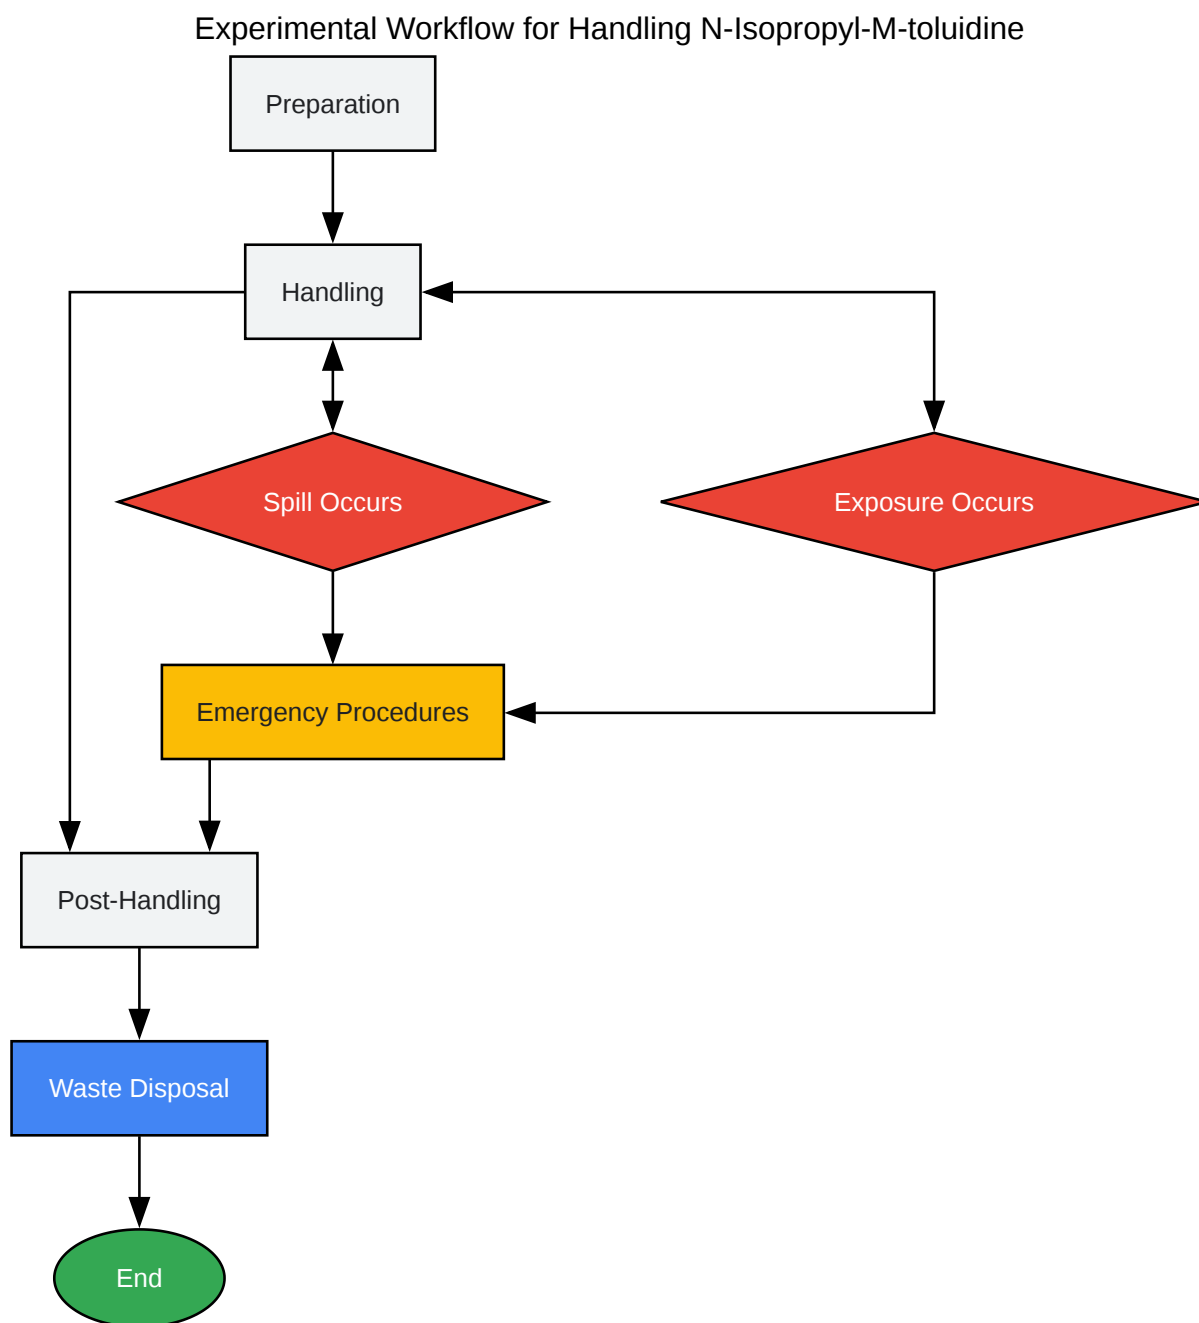 Experimental Workflow for Handling N-Isopropyl-M-toluidine
Preparation
Handling
Spill Occurs
Exposure Occurs
Emergency Procedures
Post-Handling
Waste Disposal
End